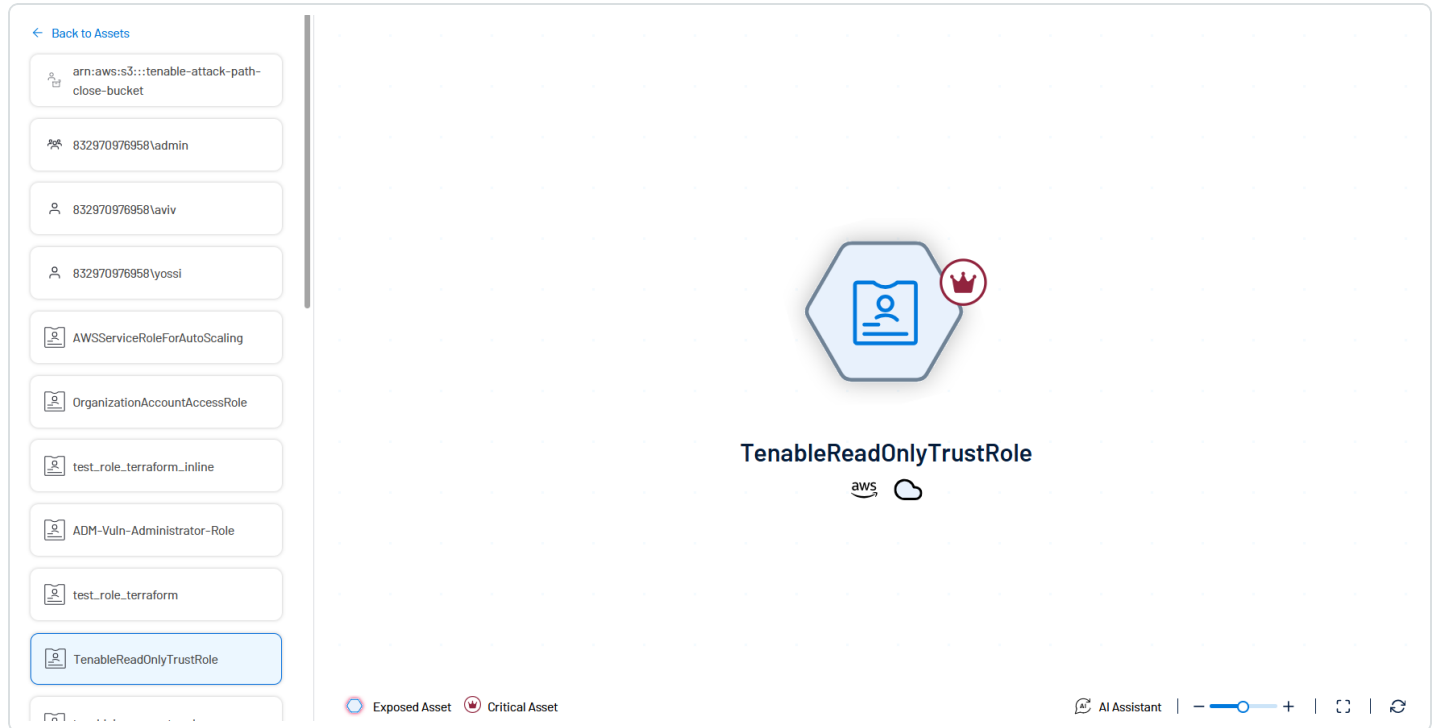 Back to Assets
arn:aws:s3:::tenable-attack-path-
close-bucket
832970976958\admin
832970976958\aviv
832970976958\yossi
AWSServiceRoleForAutoScaling
OrganizationAccountAccessRole
test_role_terraform_inline
ADM-Vuln-Administrator-Role
test_role_terraform
TenableReadOnlyTrustRole
TenableReadOnlyTrustRole
aws
Exposed Asset
Critical Asset
AI
AI Assistant